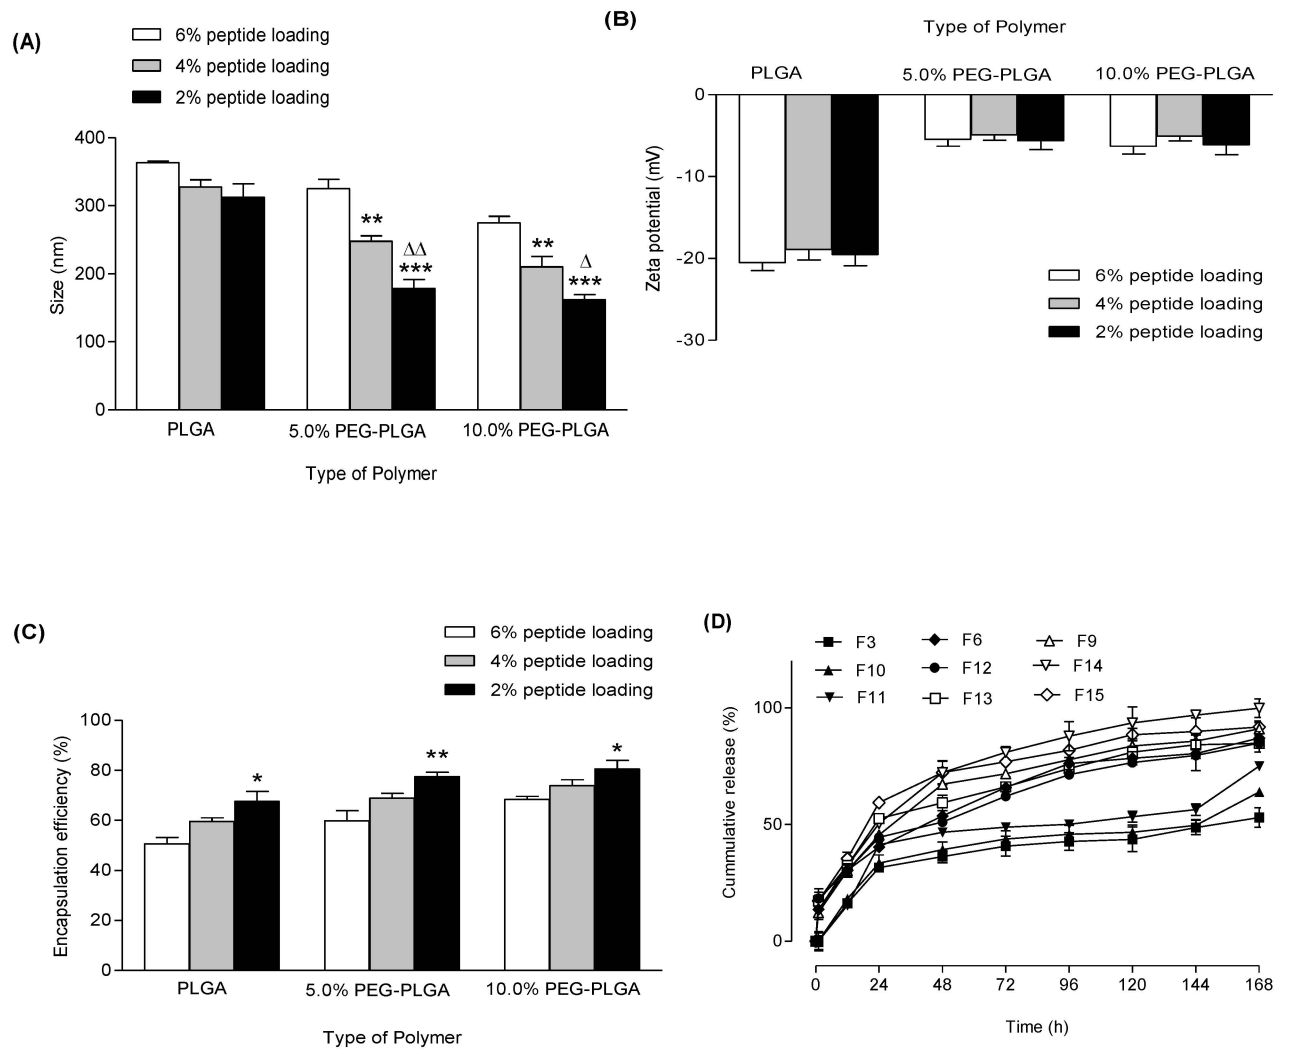 (A)
6% peptide loading
4% peptide loading
2% peptide loading
400
300
200
100
0
Size (nm)
**
ΔΔ
***
**
Δ
***
PLGA
5.0% PEG-PLGA
10.0% PEG-PLGA
Type of Polymer
(B)
Type of Polymer
PLGA
5.0% PEG-PLGA
10.0% PEG-PLGA
0
-10
-20
-30
Zeta potential (mV)
6% peptide loading
4% peptide loading
2% peptide loading
(C)
6% peptide loading
4% peptide loading
2% peptide loading
100
80
60
40
20
0
Encapsulation efficiency (%)
*
**
*
PLGA
5.0% PEG-PLGA
10.0% PEG-PLGA
Type of Polymer
(D)
F3
F6
F9
F10
F12
F14
F11
F13
F15
100
50
0
Cummulative release (%)
0
24
48
72
96
120
144
168
Time (h)